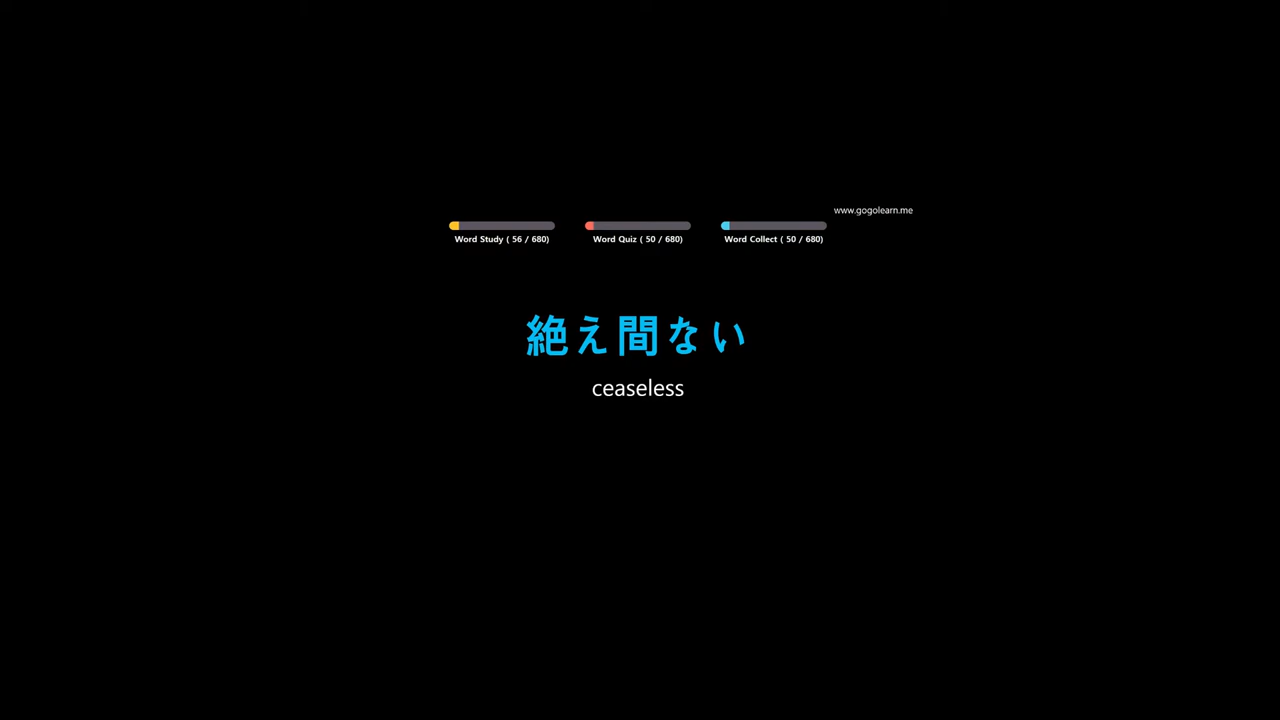 www.gogolearn.me
Word Study ( 56 / 680)
Word Quiz ( 50 / 680)
Word Collect ( 50 / 680)
絶え間ない
ceaseless